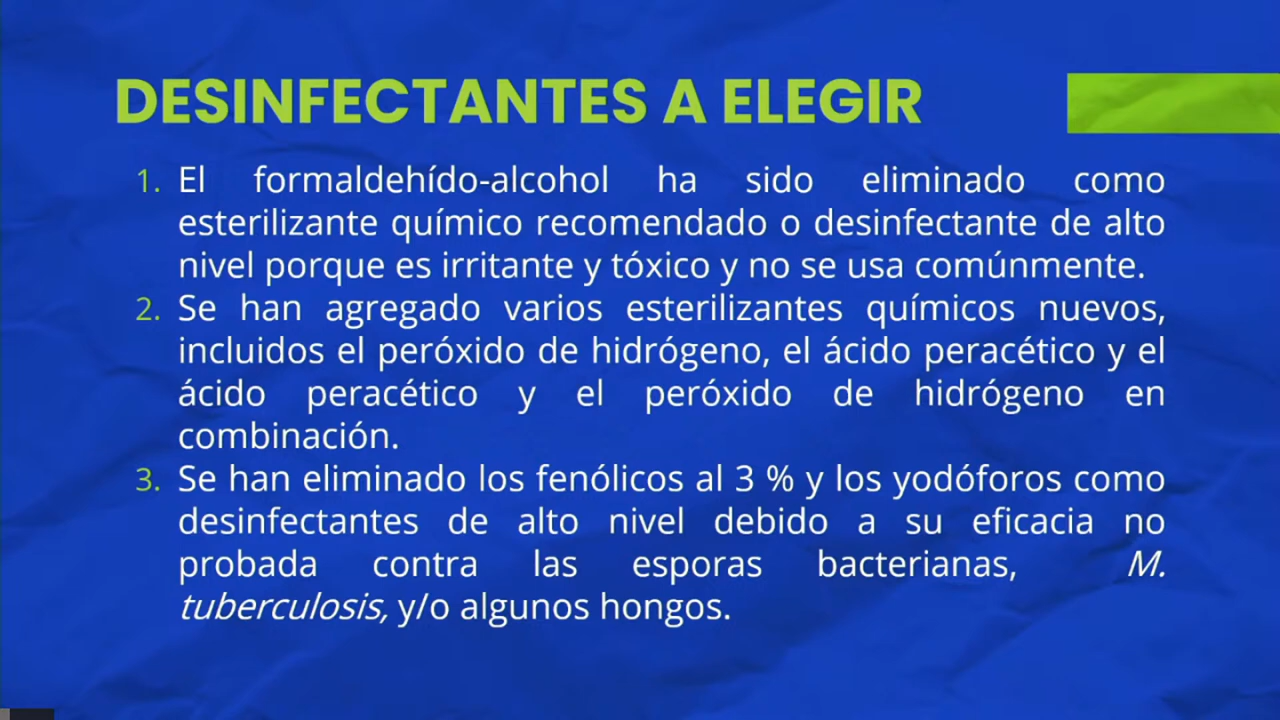 DESINFECTANTES A ELEGIR
1. El formaldehído-alcohol ha sido eliminado como
esterilizante químico recomendado o desinfectante de alto
nivel porque es irritante y tóxico y no se usa comúnmente.
2. Se han agregado varios esterilizantes químicos nuevos,
incluidos el peróxido de hidrógeno, el ácido peracético y el
ácido peracético y el peróxido de hidrógeno en
combinación.
3. Se han eliminado los fenólicos al 3 % y los yodóforos como
desinfectantes de alto nivel debido a su eficacia no
probada contra las esporas bacterianas, M.
tuberculosis, y/o algunos hongos.